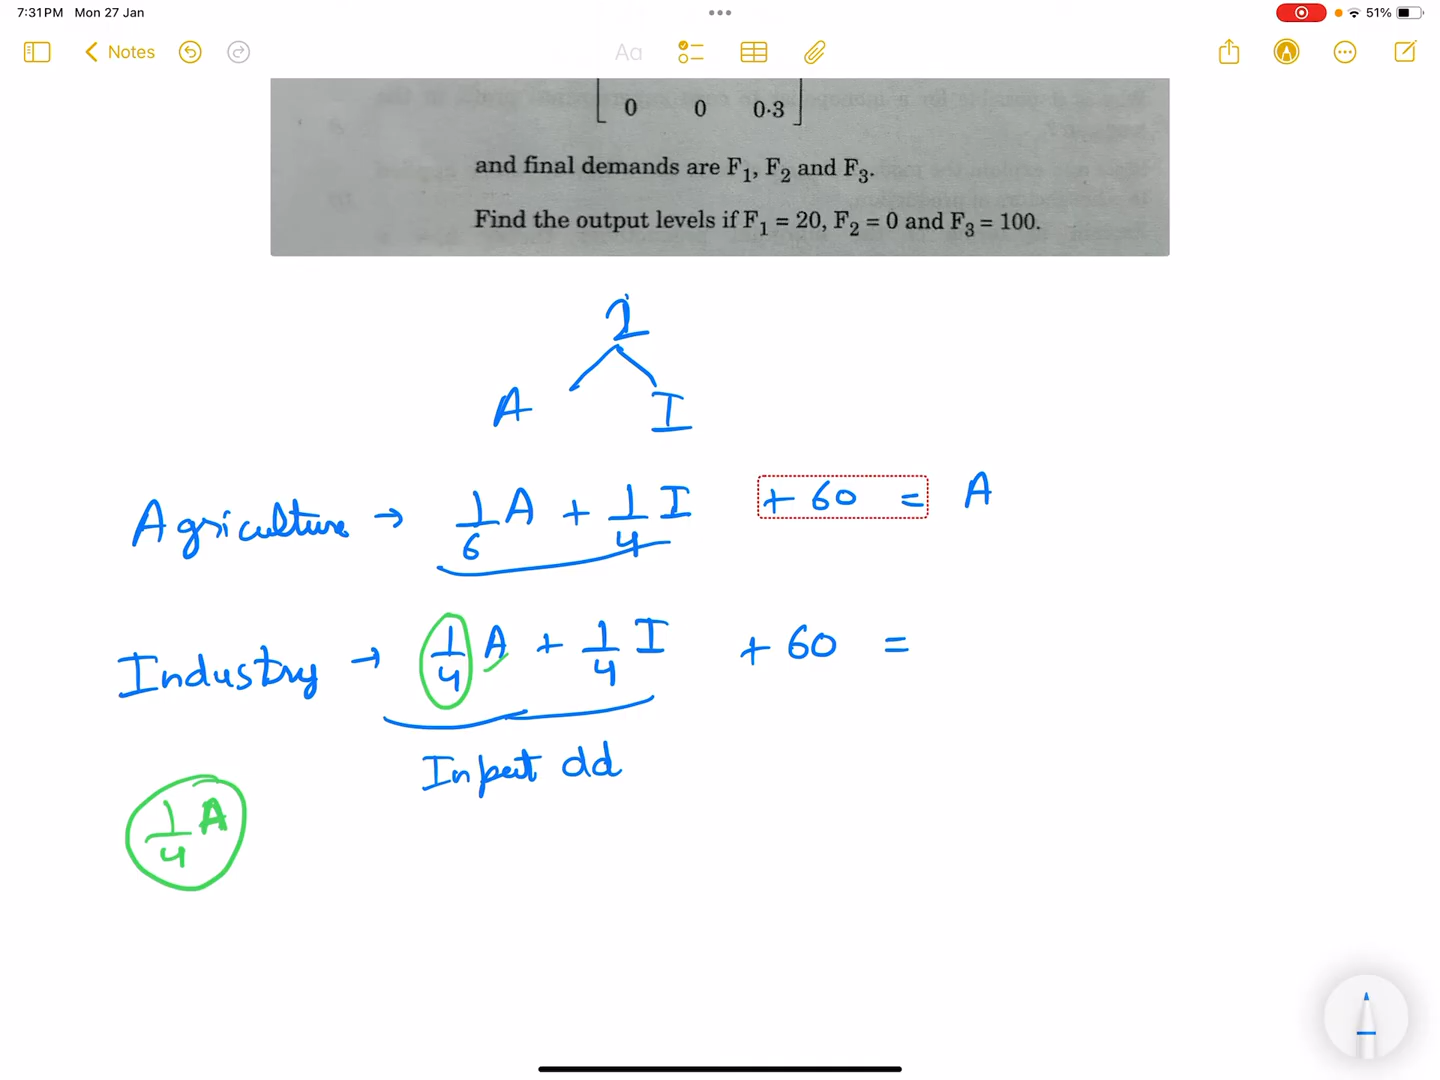 7:31 PM Mon 27 Jan
51%
Notes
Aa
0 0 0·3
and final demands are F₁, F₂ and F₃.
Find the output levels if F₁ = 20, F₂ = 0 and F₃ = 100.
A I
Agriculture → 1/6 A + 1/4 I + 60 = A
Industry → 1/4 A + 1/4 I + 60 =
Input dd
1/4 A